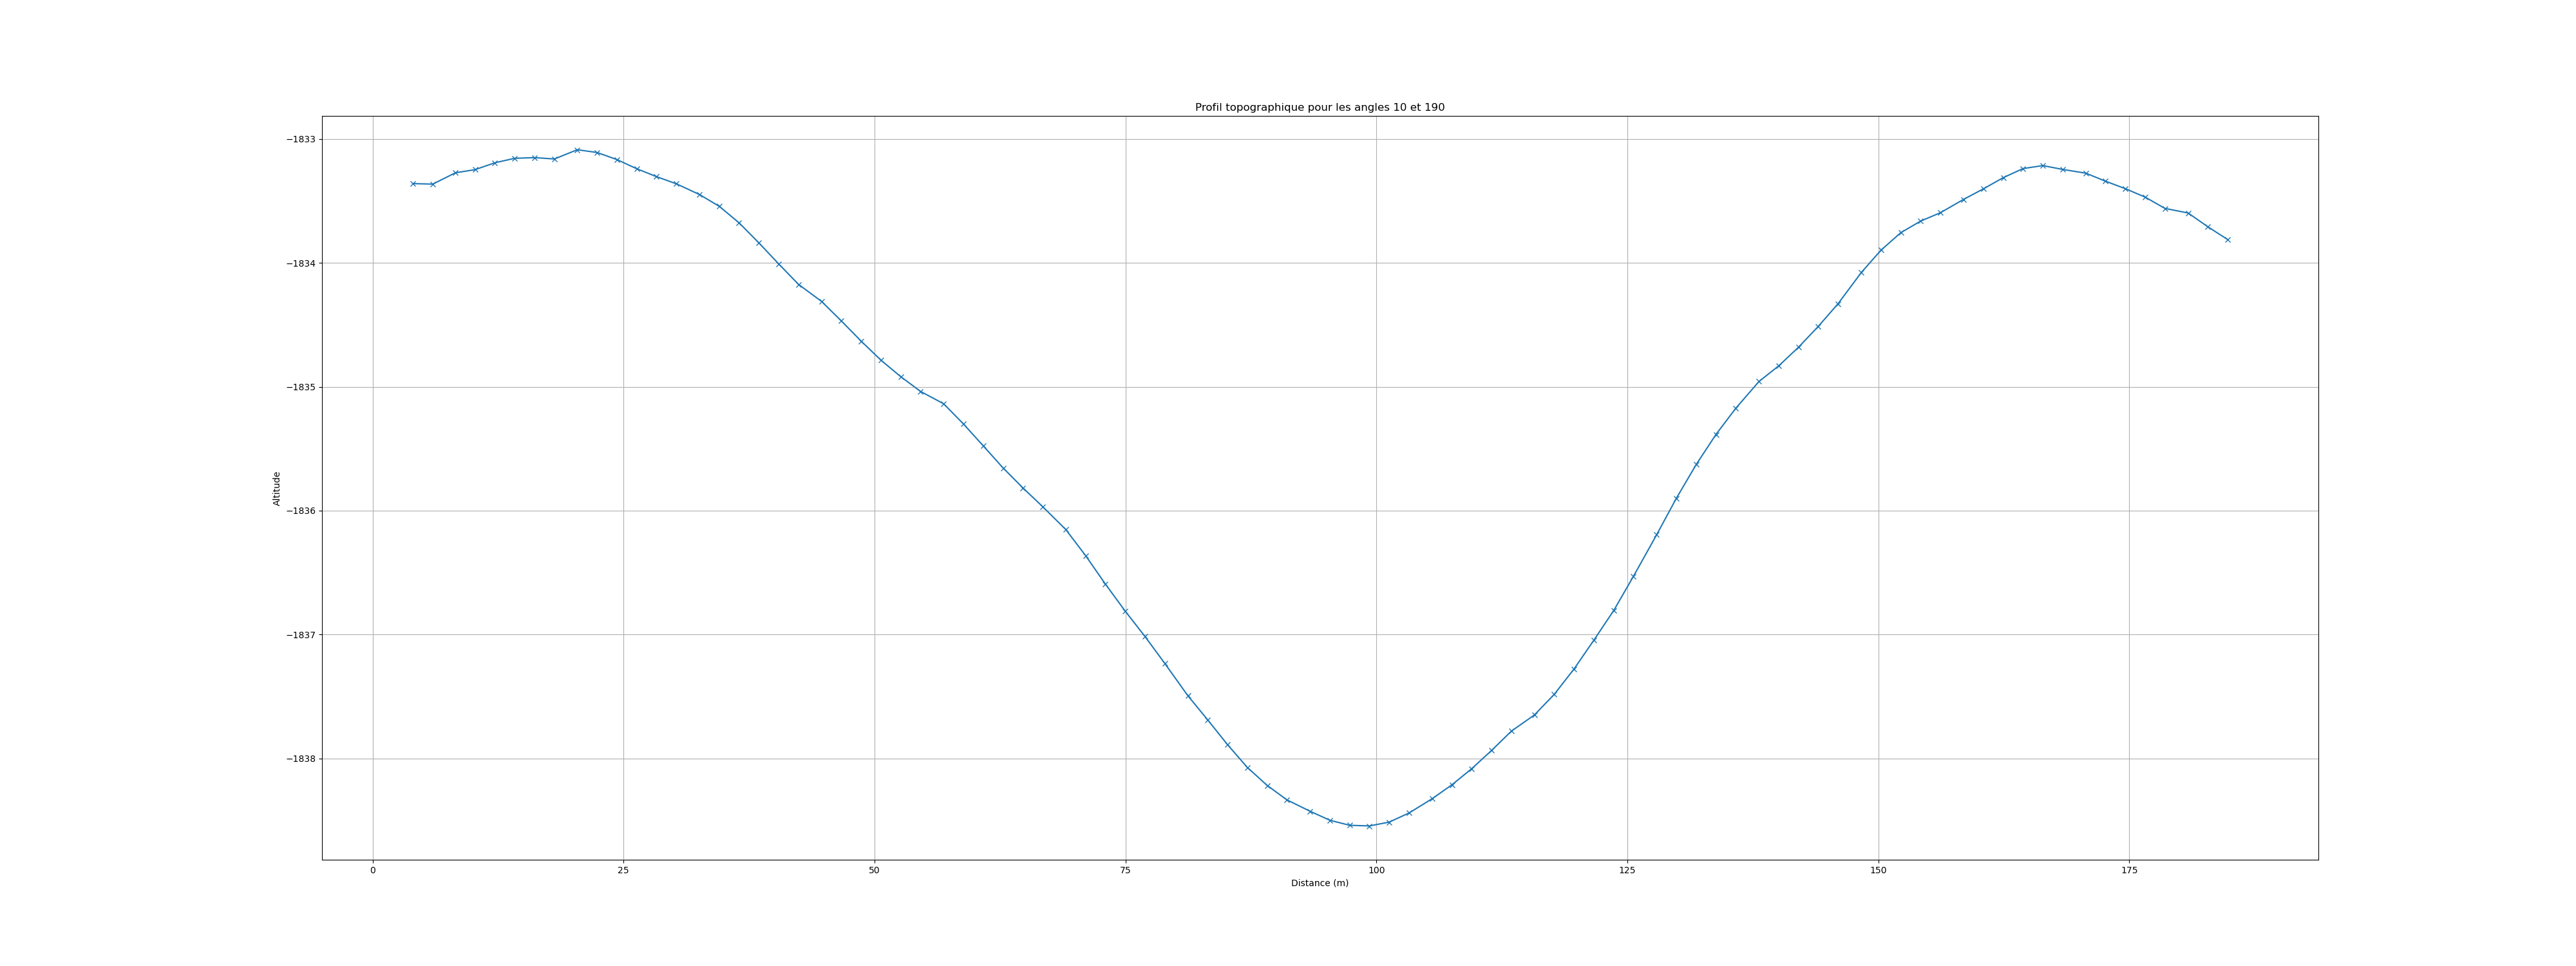 Profil topographique pour les angles 10 et 190
−1833
−1834
−1835
−1836
−1837
−1838
Altitude
0 25 50 75 100 125 150 175
Distance (m)